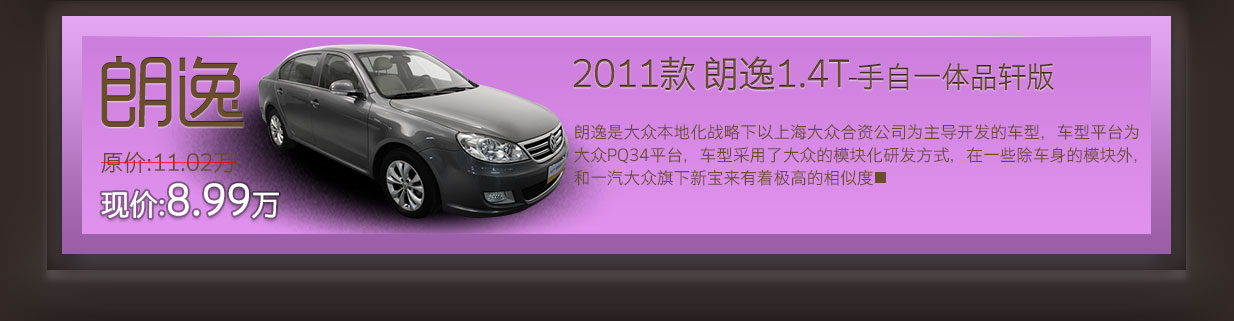 朗逸
原价:11.02万
现价:8.99万
2011款 朗逸1.4T-手自一体品轩版
朗逸是大众本地化战略下以上海大众合资公司为主导开发的车型，车型平台为
大众PQ34平台，车型采用了大众的模块化研发方式，在一些除车身的模块外，
和一汽大众旗下新宝来有着极高的相似度■